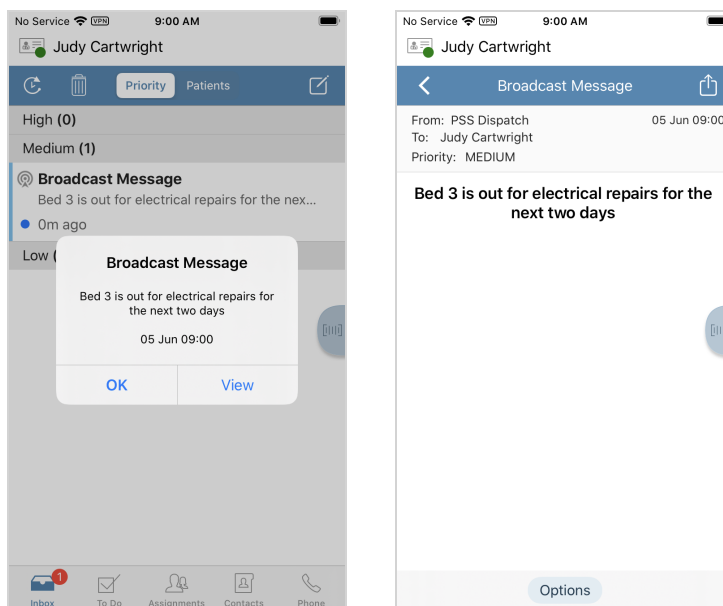 No Service VPN 9:00 AM
Judy Cartwright
Priority Patients
High (0)
Medium (1)
Broadcast Message
Bed 3 is out for electrical repairs for the nex...
0m ago
Low (
Broadcast Message
Bed 3 is out for electrical repairs for
the next two days
05 Jun 09:00
OK View
1
Inbox To Do Assignments Contacts Phone
No Service VPN 9:00 AM
Judy Cartwright
Broadcast Message
From: PSS Dispatch 05 Jun 09:00
To: Judy Cartwright
Priority: MEDIUM
Bed 3 is out for electrical repairs for the
next two days
Options